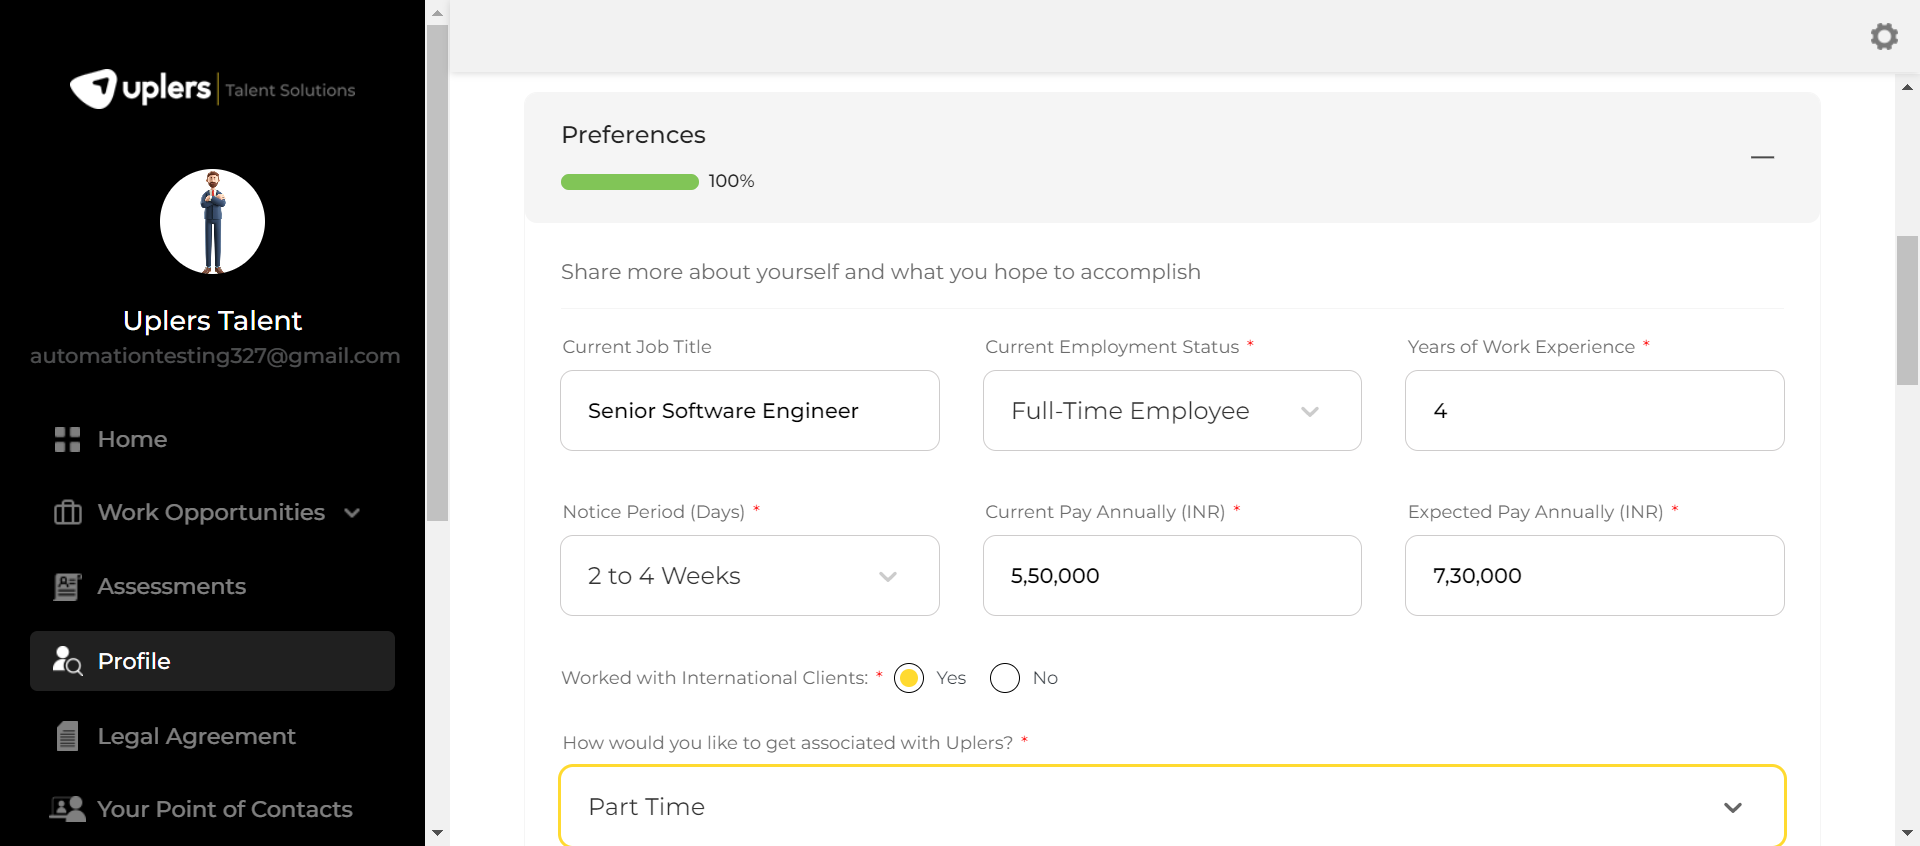 uplers | Talent Solutions
Uplers Talent
automationtesting327@gmail.com
Home
Work Opportunities
Assessments
Profile
Legal Agreement
Your Point of Contacts
Preferences
100%
Share more about yourself and what you hope to accomplish
Current Job Title
Senior Software Engineer
Current Employment Status *
Full-Time Employee
Years of Work Experience *
4
Notice Period (Days) *
2 to 4 Weeks
Current Pay Annually (INR) *
5,50,000
Expected Pay Annually (INR) *
7,30,000
Worked with International Clients: * Yes No
How would you like to get associated with Uplers? *
Part Time